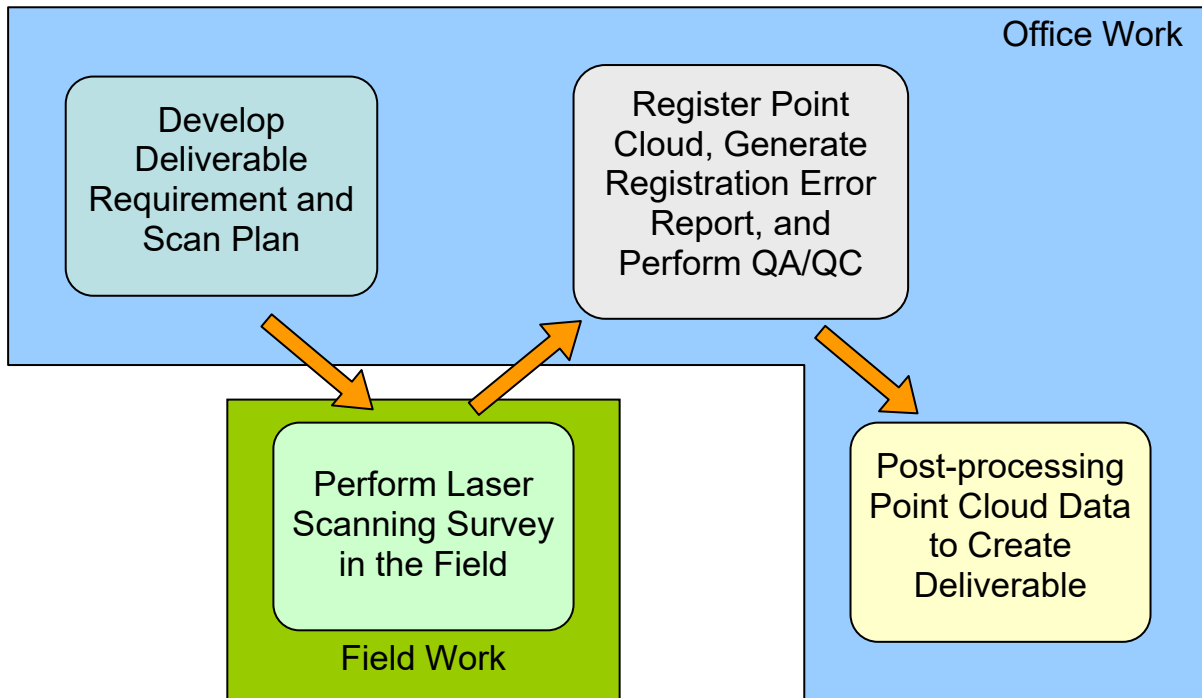 Office Work
Develop
Deliverable
Requirement and
Scan Plan
Register Point
Cloud, Generate
Registration Error
Report, and
Perform QA/QC
Perform Laser
Scanning Survey
in the Field
Field Work
Post-processing
Point Cloud Data
to Create
Deliverable